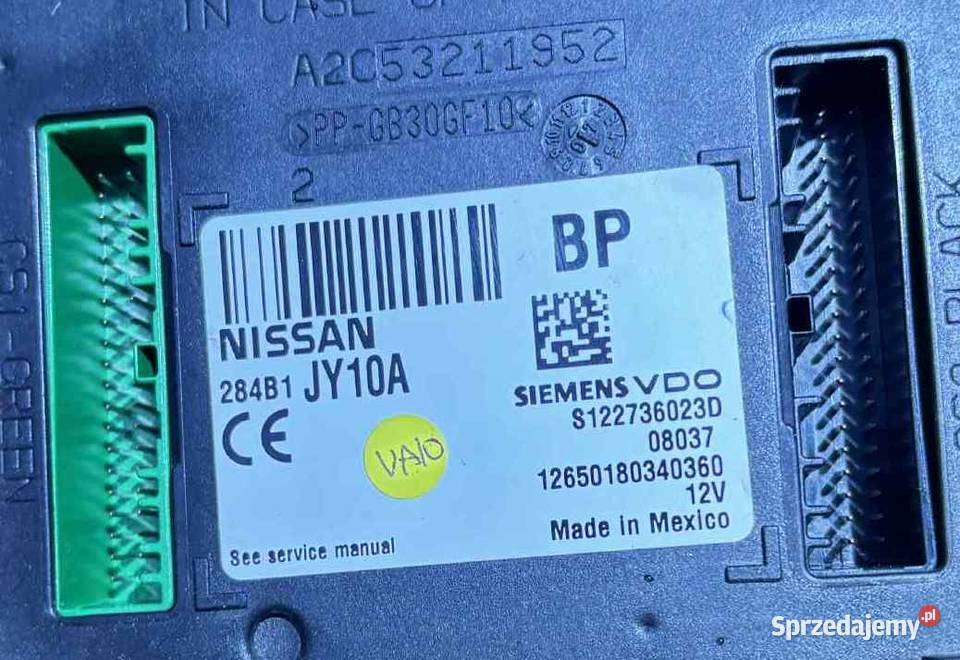 IN CASE OF
A2C53211952
>PP-GB30GF10<
2
CS1-GREEN
BLACK
BP
NISSAN
284B1 JY10A
CE
VA10
SIEMENS VDO
S122736023D
08037
12650180340360
12V
Made in Mexico
See service manual
Sprzedajemy.pl